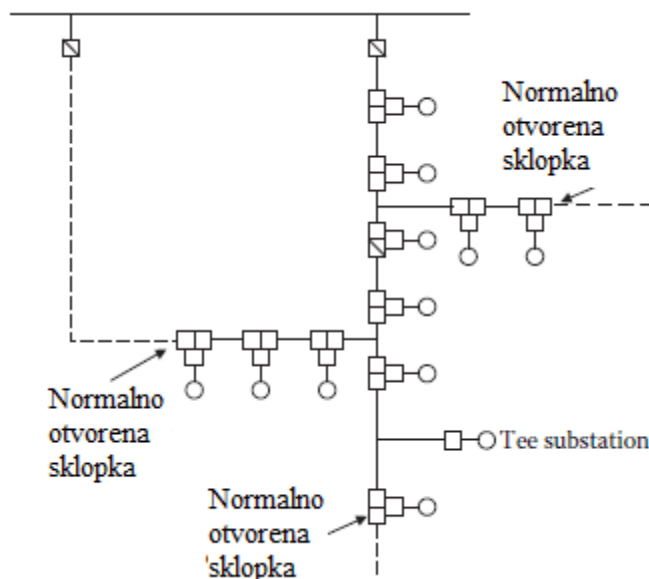 Normalno
otvorena
sklopka
Normalno
otvorena
sklopka
Tee substation
Normalno
otvorena
sklopka